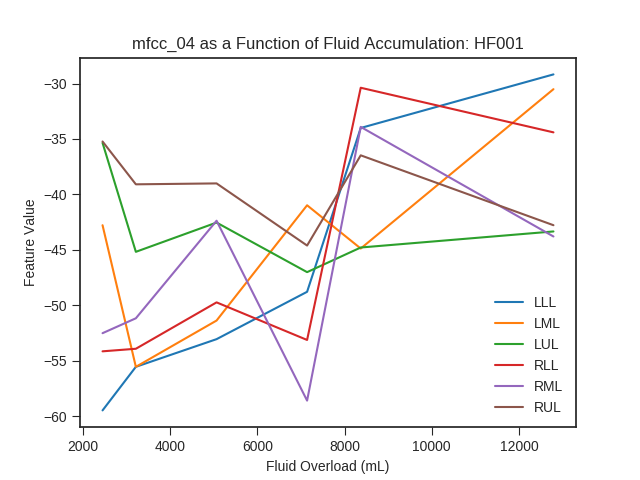 mfcc_04 as a Function of Fluid Accumulation: HF001
Feature Value
−30
−35
−40
−45
−50
−55
−60
LLL
LML
LUL
RLL
RML
RUL
2000 4000 6000 8000 10000 12000
Fluid Overload (mL)